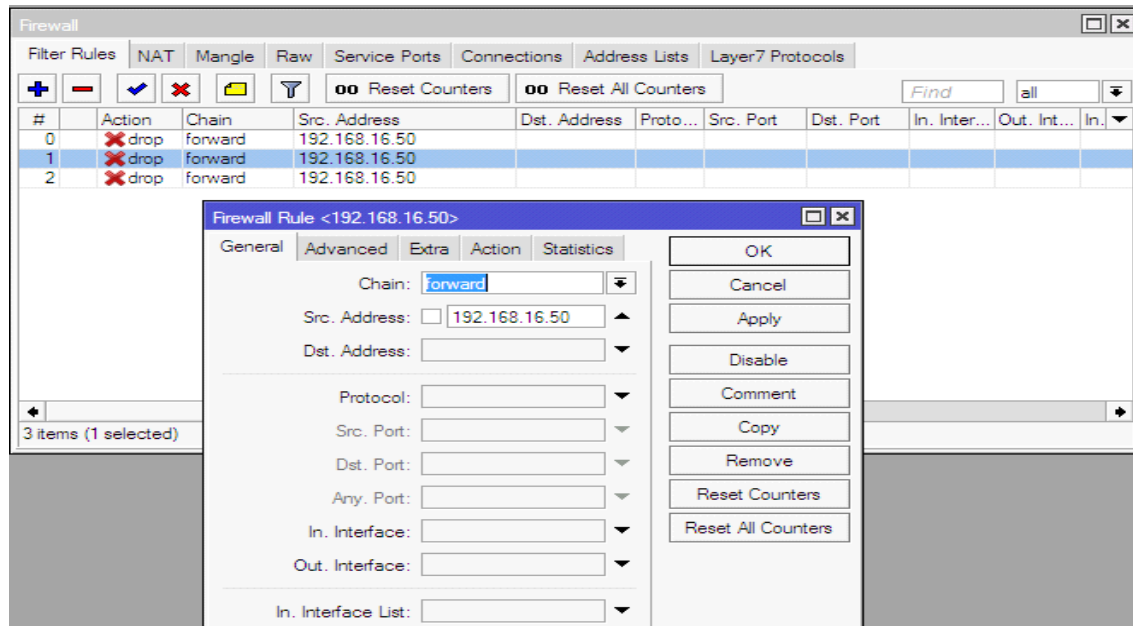 Firewall
Filter Rules NAT Mangle Raw Service Ports Connections Address Lists Layer7 Protocols
00 Reset Counters 00 Reset All Counters Find all
# Action Chain Src. Address Dst. Address Proto... Src. Port Dst. Port In. Inter... Out. Int... In.
0 drop forward 192.168.16.50
1 drop forward 192.168.16.50
2 drop forward 192.168.16.50
3 items (1 selected)
Firewall Rule <192.168.16.50>
General Advanced Extra Action Statistics
Chain: forward
Src. Address: 192.168.16.50
Dst. Address:
Protocol:
Src. Port:
Dst. Port:
Any. Port:
In. Interface:
Out. Interface:
In. Interface List:
OK
Cancel
Apply
Disable
Comment
Copy
Remove
Reset Counters
Reset All Counters